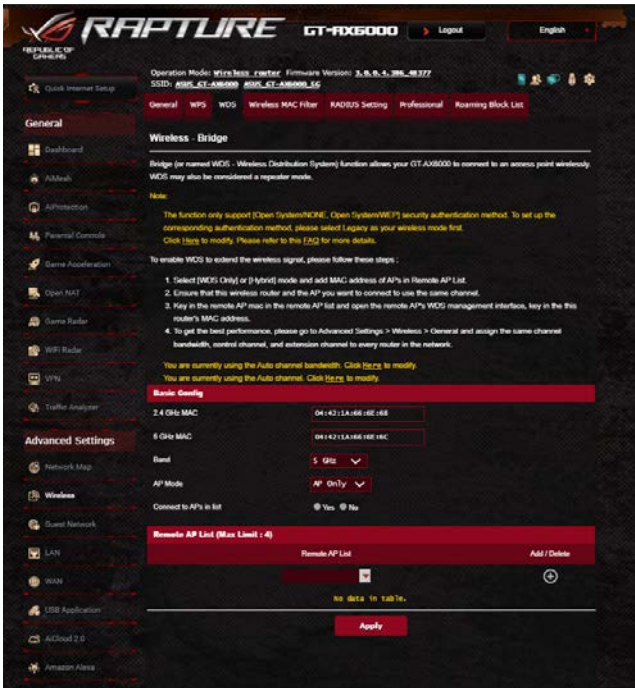 RAPTURE GT-AX6000 Logout English
REPUBLIC OF
GAMERS
Quick Internet Setup
Operation Mode: Wireless router Firmware Version: 3.0.0.4.386_48377
SSID: ASUS_GT-AX6000 ASUS_GT-AX6000_5G
General WPS WDS Wireless MAC Filter RADIUS Setting Professional Roaming Block List
General
Dashboard
AiMesh
AiProtection
Parental Controls
Game Acceleration
Open NAT
Game Radar
WiFi Radar
VPN
Traffic Analyzer
Advanced Settings
Network Map
Wireless
Guest Network
LAN
WAN
USB Application
AiCloud 2.0
Amazon Alexa
Wireless - Bridge
Bridge (or named WDS - Wireless Distribution System) function allows your GT-AX6000 to connect to an access point wirelessly.
WDS may also be considered a repeater mode.
Note:
The function only support [Open System/NONE, Open System/WEP] security authentication method. To set up the
corresponding authentication method, please select Legacy as your wireless mode first.
Click Here to modify. Please refer to this FAQ for more details.
To enable WDS to extend the wireless signal, please follow these steps :
1. Select [WDS Only] or [Hybrid] mode and add MAC address of APs in Remote AP List.
2. Ensure that this wireless router and the AP you want to connect to use the same channel.
3. Key in the remote AP mac in the remote AP list and open the remote AP's WDS management interface, key in the this
router's MAC address.
4. To get the best performance, please go to Advanced Settings > Wireless > General and assign the same channel
bandwidth, control channel, and extension channel to every router in the network.
You are currently using the Auto channel bandwidth. Click Here to modify.
You are currently using the Auto channel. Click Here to modify.
Basic Config
2.4 GHz MAC 04:42:1A:66:6E:68
5 GHz MAC 04:42:1A:66:6E:6C
Band 5 GHz
AP Mode AP Only
Connect to APs in list Yes No
Remote AP List (Max Limit : 4)
Remote AP List Add / Delete
No data in table.
Apply